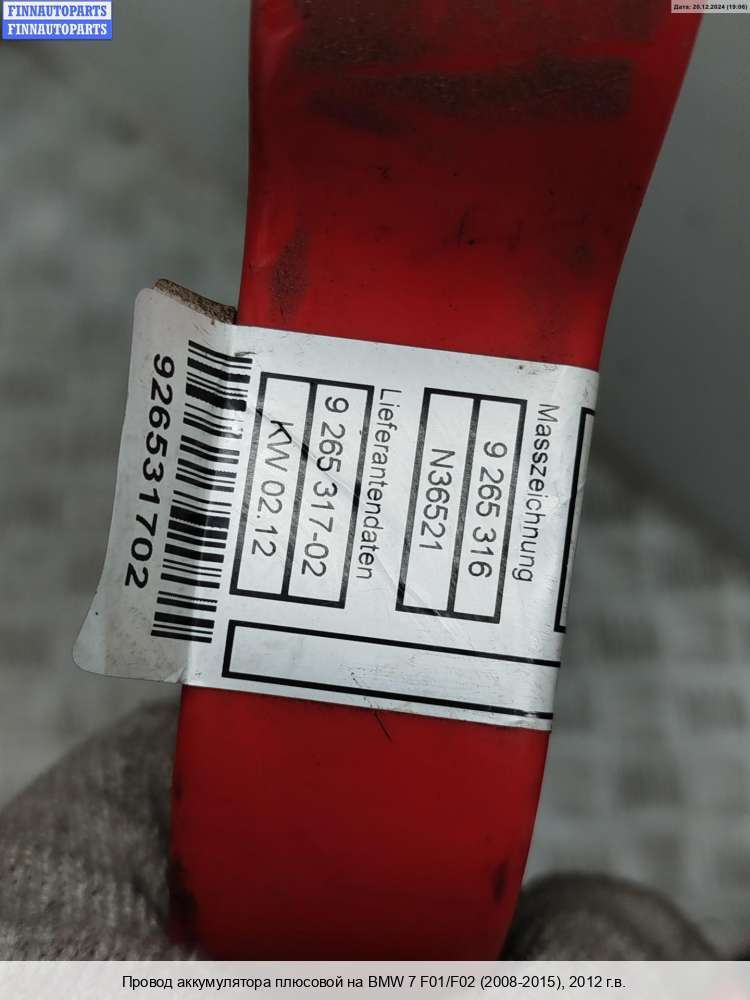 FINNAUTOPARTS
FINNAUTOPARTS
Дата: 20.12.2024 (19:06)
Masszeichnung
9 265 316
N36521
Lieferantendaten
9 265 317-02
KW 02.12
926531702
Провод аккумулятора плюсовой на BMW 7 F01/F02 (2008-2015), 2012 г.в.